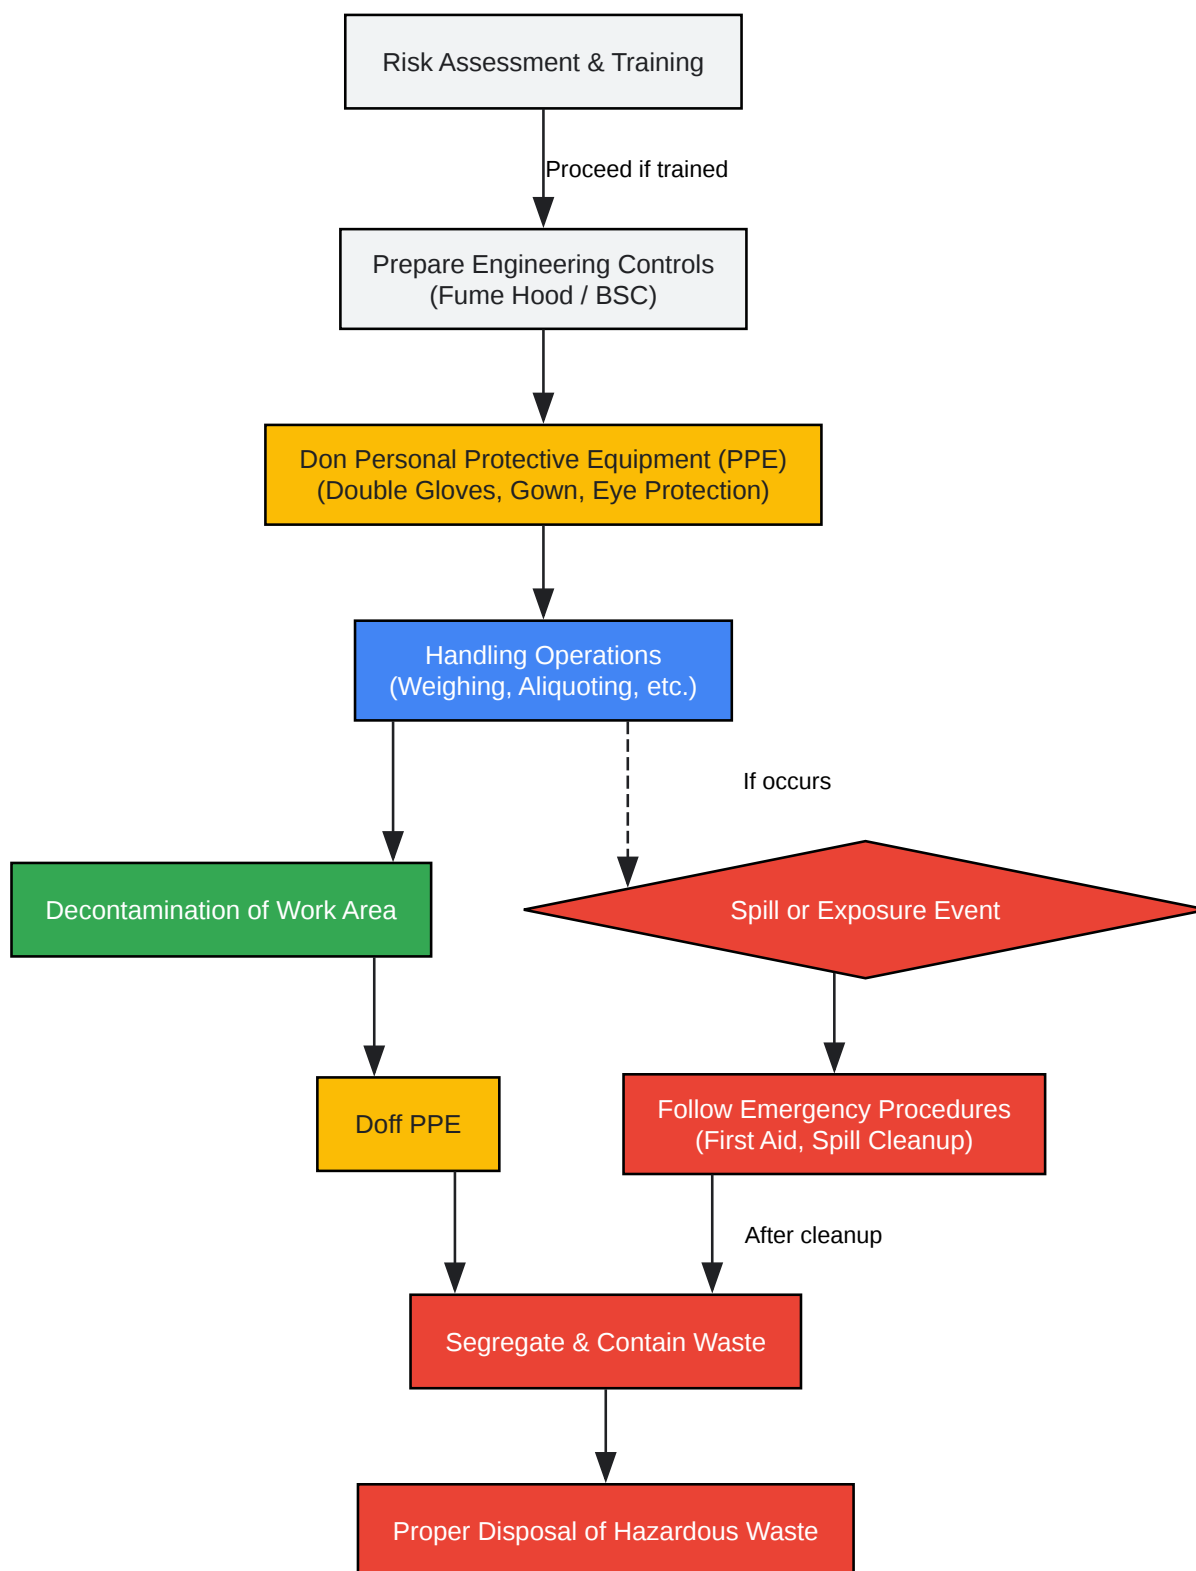 Risk Assessment & Training
Proceed if trained
Prepare Engineering Controls
(Fume Hood / BSC)
Don Personal Protective Equipment (PPE)
(Double Gloves, Gown, Eye Protection)
Handling Operations
(Weighing, Aliquoting, etc.)
If occurs
Decontamination of Work Area
Spill or Exposure Event
Doff PPE
Follow Emergency Procedures
(First Aid, Spill Cleanup)
After cleanup
Segregate & Contain Waste
Proper Disposal of Hazardous Waste